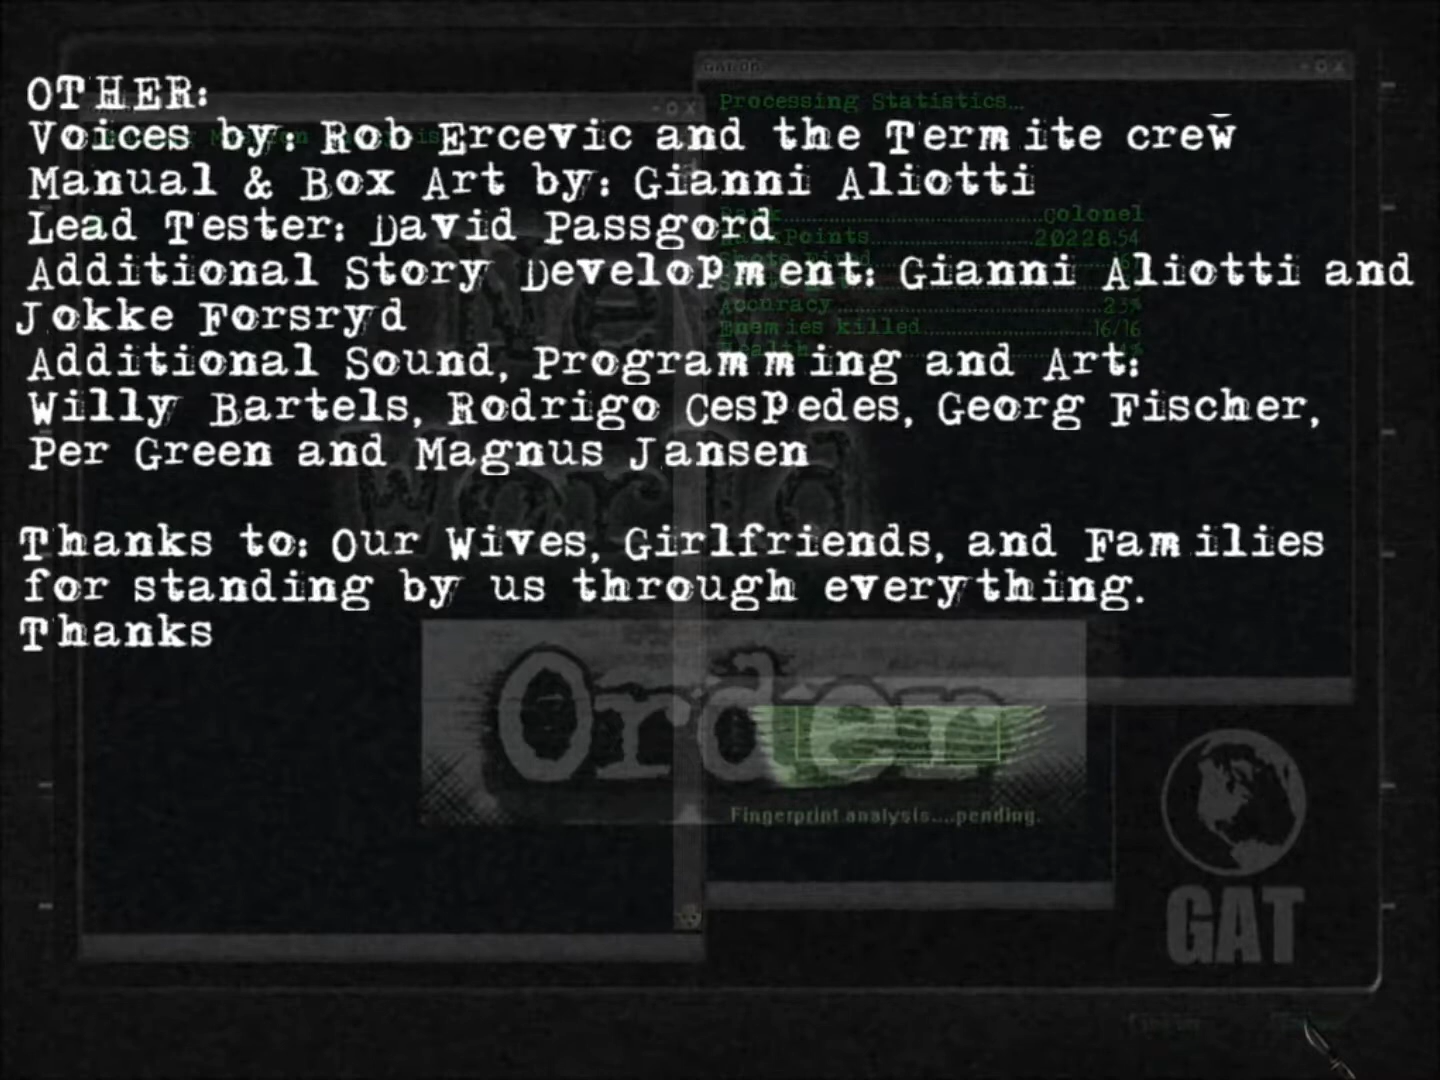 OTHER:
Voices by: Rob Ercevic and the Termite crew
Manual & Box Art by: Gianni Aliotti
Lead Tester: David Passgord
Additional Story Development: Gianni Aliotti and
Jokke Forsryd
Additional Sound, Programming and Art:
Willy Bartels, Rodrigo Cespedes, Georg Fischer,
Per Green and Magnus Jansen
Thanks to: Our Wives, Girlfriends, and Families
for standing by us through everything.
Thanks
Processing Statistics...
Colonel
20228.54
Accuracy 23%
Enemies killed 16/16
New
World
Order
Fingerprint analysis....pending.
GAT